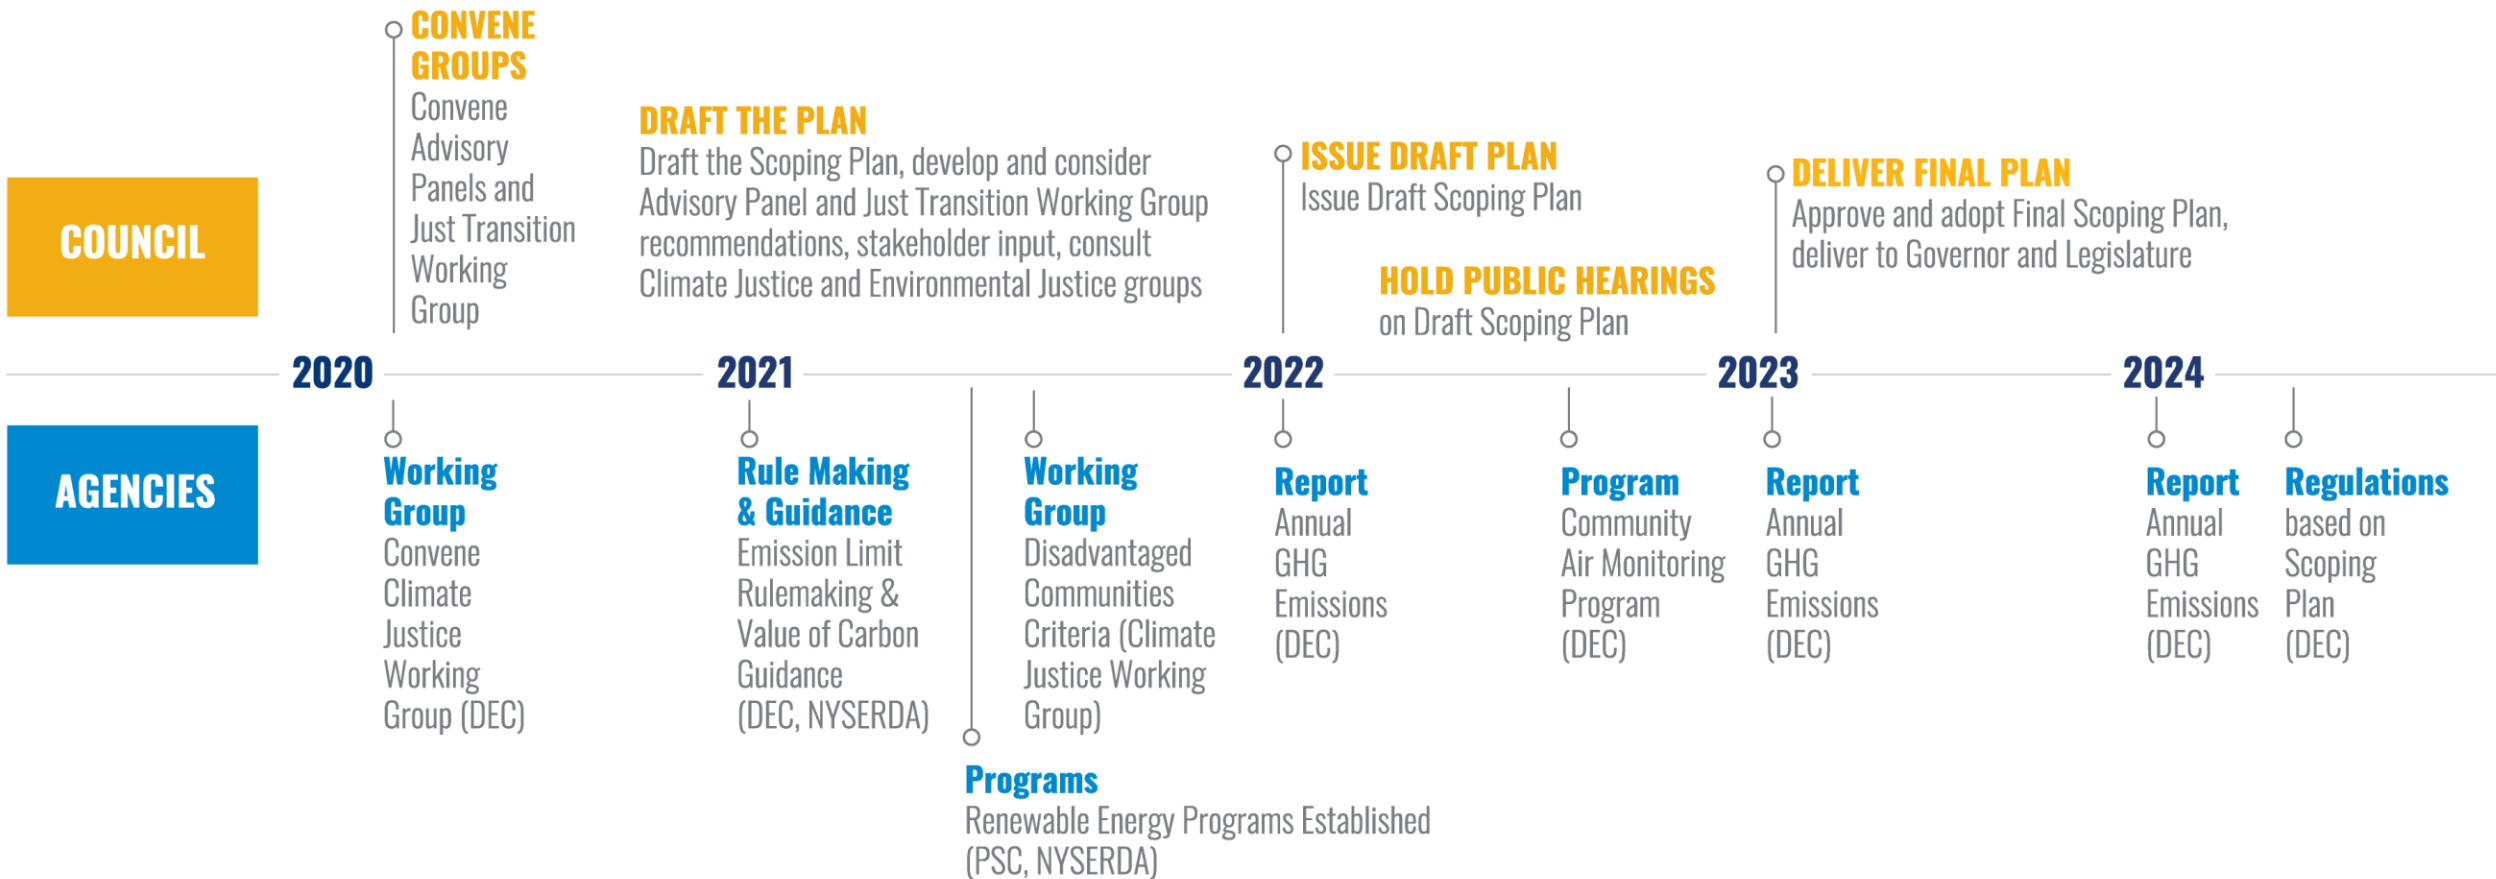 CONVENE
GROUPS
Convene
Advisory
Panels and
Just Transition
Working
Group
DRAFT THE PLAN
Draft the Scoping Plan, develop and consider
Advisory Panel and Just Transition Working Group
recommendations, stakeholder input, consult
Climate Justice and Environmental Justice groups
ISSUE DRAFT PLAN
Issue Draft Scoping Plan
HOLD PUBLIC HEARINGS
on Draft Scoping Plan
DELIVER FINAL PLAN
Approve and adopt Final Scoping Plan,
deliver to Governor and Legislature
COUNCIL
2020
2021
2022
2023
2024
AGENCIES
Working
Group
Convene
Climate
Justice
Working
Group (DEC)
Rule Making
& Guidance
Emission Limit
Rulemaking &
Value of Carbon
Guidance
(DEC, NYSERDA)
Programs
Renewable Energy Programs Established
(PSC, NYSERDA)
Working
Group
Disadvantaged
Communities
Criteria (Climate
Justice Working
Group)
Report
Annual
GHG
Emissions
(DEC)
Program
Community
Air Monitoring
Program
(DEC)
Report
Annual
GHG
Emissions
(DEC)
Report
Annual
GHG
Emissions
(DEC)
Regulations
based on
Scoping
Plan
(DEC)